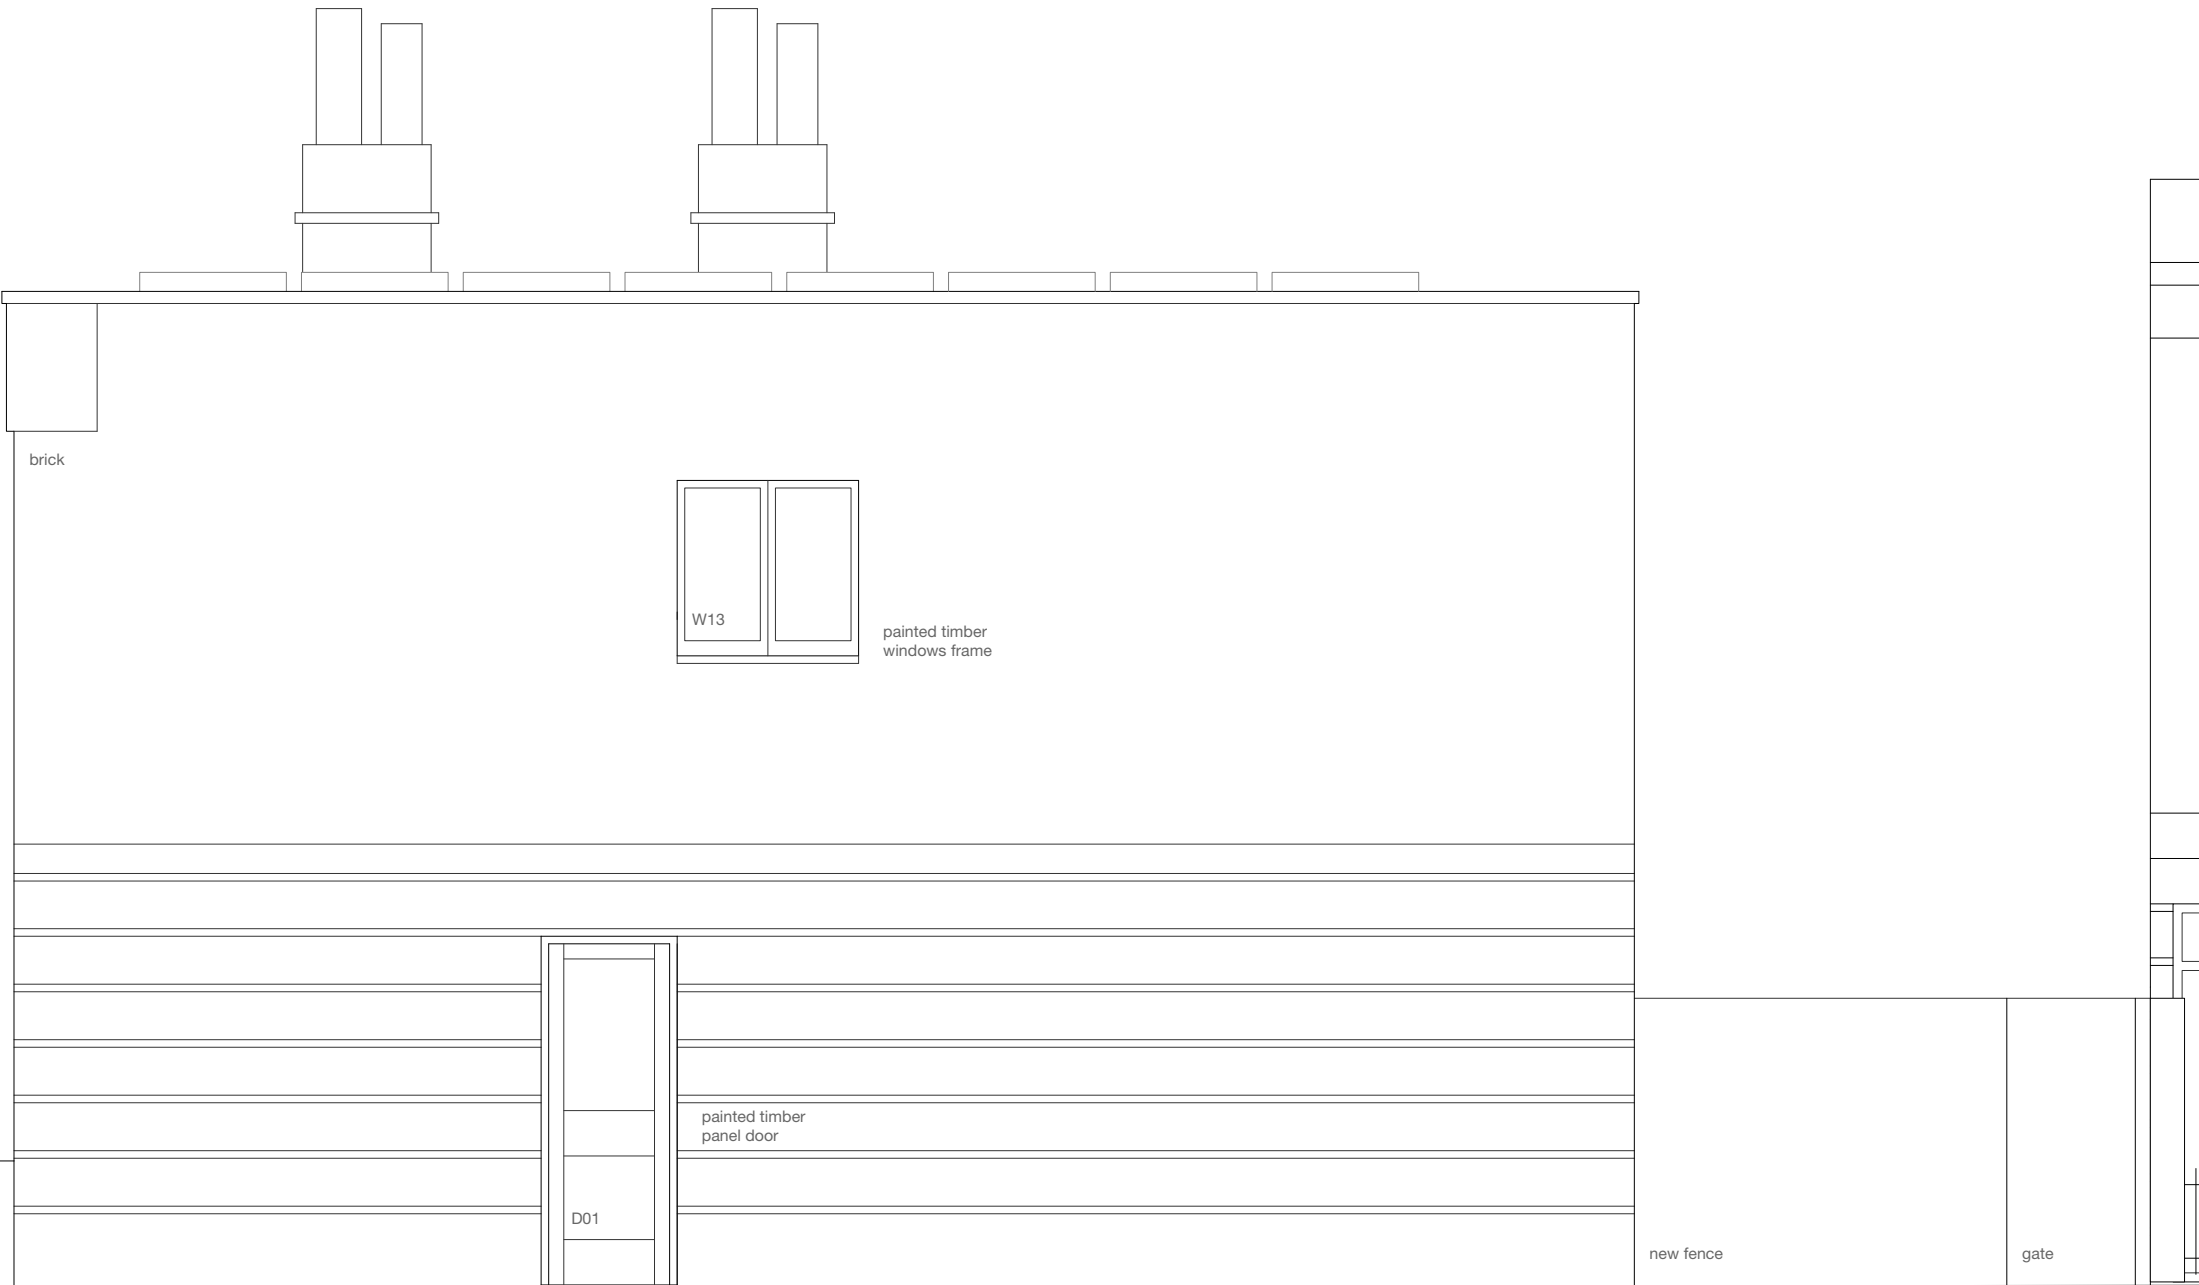 brick
W13
painted timber
windows frame
painted timber
panel door
D01
new fence
gate